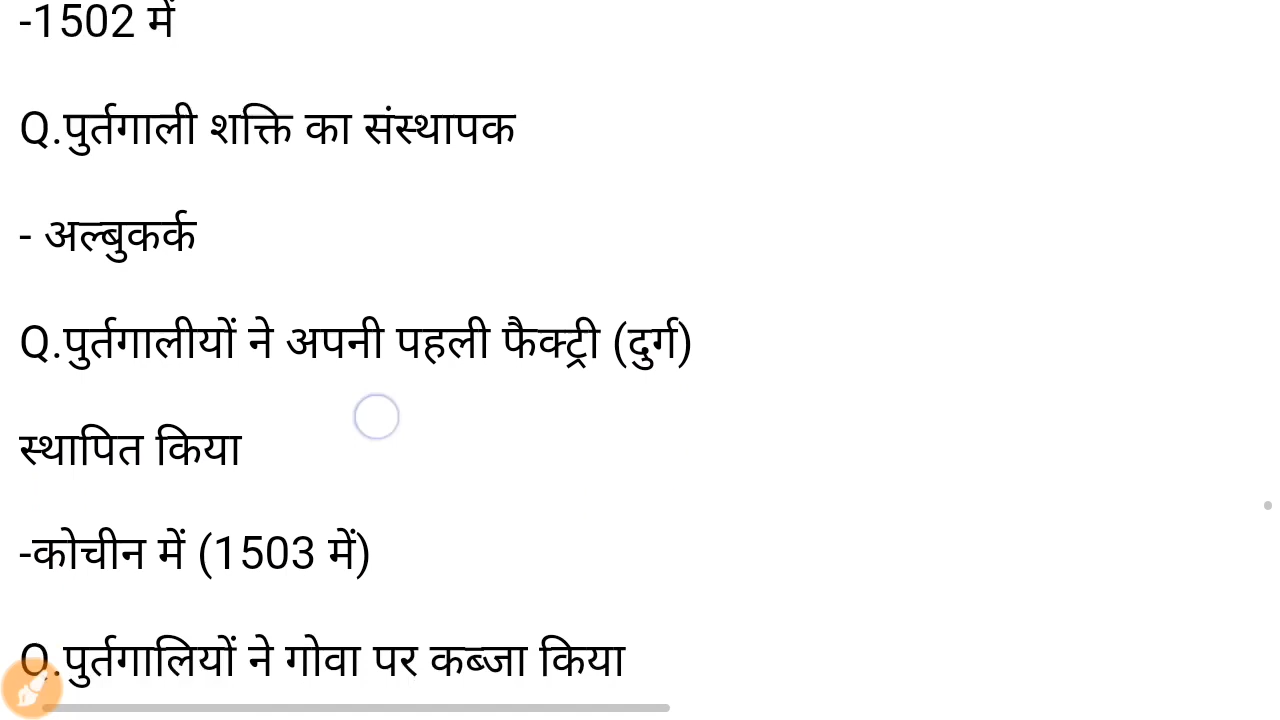 -1502 में
Q.पुर्तगाली शक्ति का संस्थापक
- अल्बुकर्क
Q.पुर्तगालीयों ने अपनी पहली फैक्ट्री (दुर्ग)
स्थापित किया
-कोचीन में (1503 में)
Q.पुर्तगालियों ने गोवा पर कब्जा किया